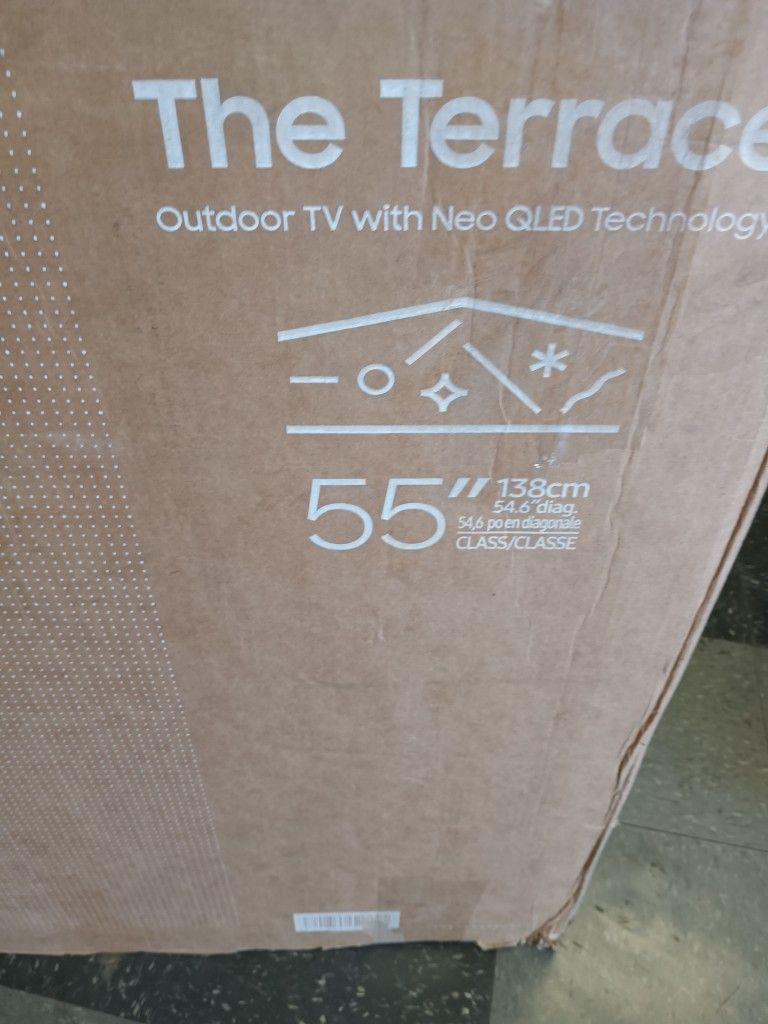 The Terrace
Outdoor TV with Neo QLED Technology
55" 138cm
54.6" diag.
54,6 po en diagonale
CLASS/CLASSE